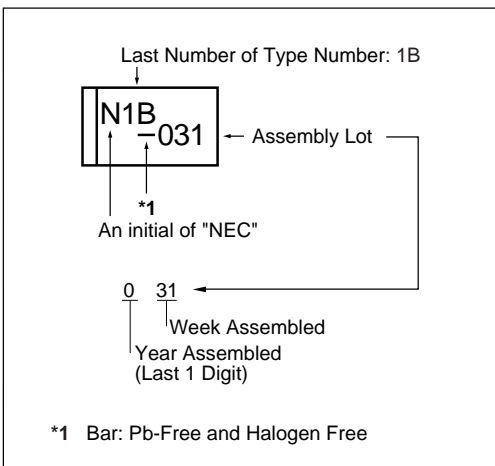 Last Number of Type Number: 1B
N1B
–031
Assembly Lot
*1
An initial of "NEC"
0 31
Week Assembled
Year Assembled
(Last 1 Digit)
*1 Bar: Pb-Free and Halogen Free